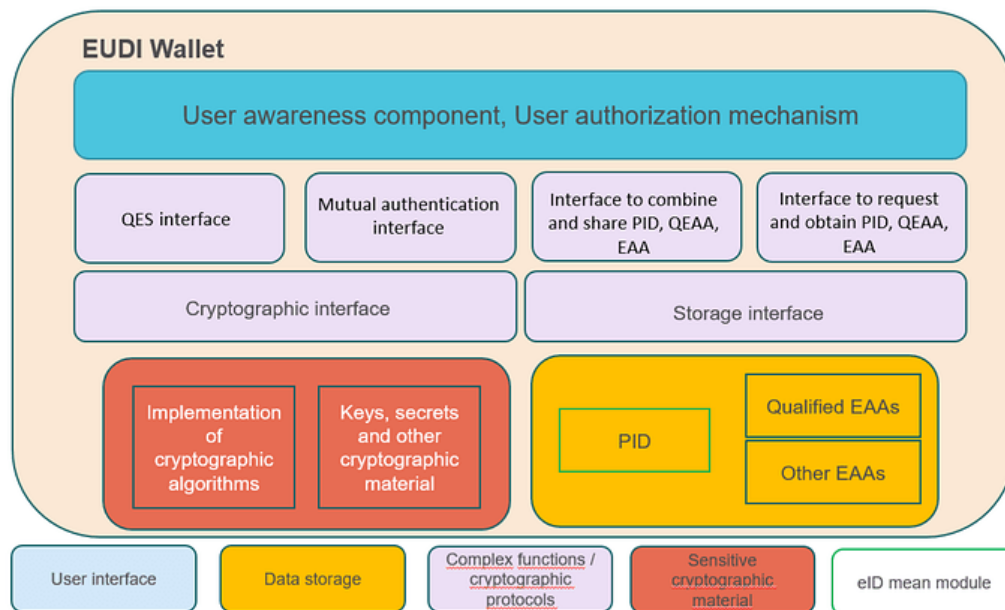 EUDI Wallet
User awareness component, User authorization mechanism
QES interface
Mutual authentication
interface
Interface to combine
and share PID, QEAA,
EAA
Interface to request
and obtain PID, QEAA,
EAA
Cryptographic interface
Storage interface
Implementation
of
cryptographic
algorithms
Keys, secrets
and other
cryptographic
material
PID
Qualified EAAs
Other EAAs
User interface
Data storage
Complex functions /
cryptographic
protocols
Sensitive
cryptographic
material
eID mean module